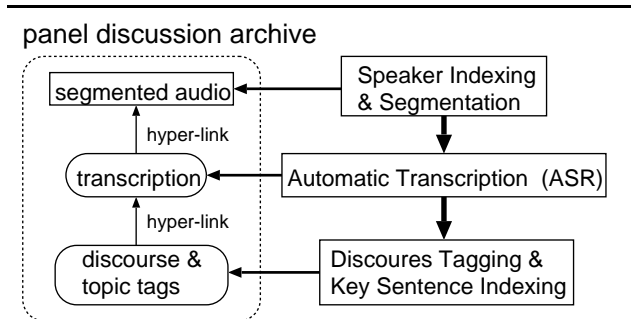 panel discussion archive
segmented audio
Speaker Indexing
& Segmentation
hyper-link
transcription
Automatic Transcription (ASR)
hyper-link
discourse &
topic tags
Discoures Tagging &
Key Sentence Indexing